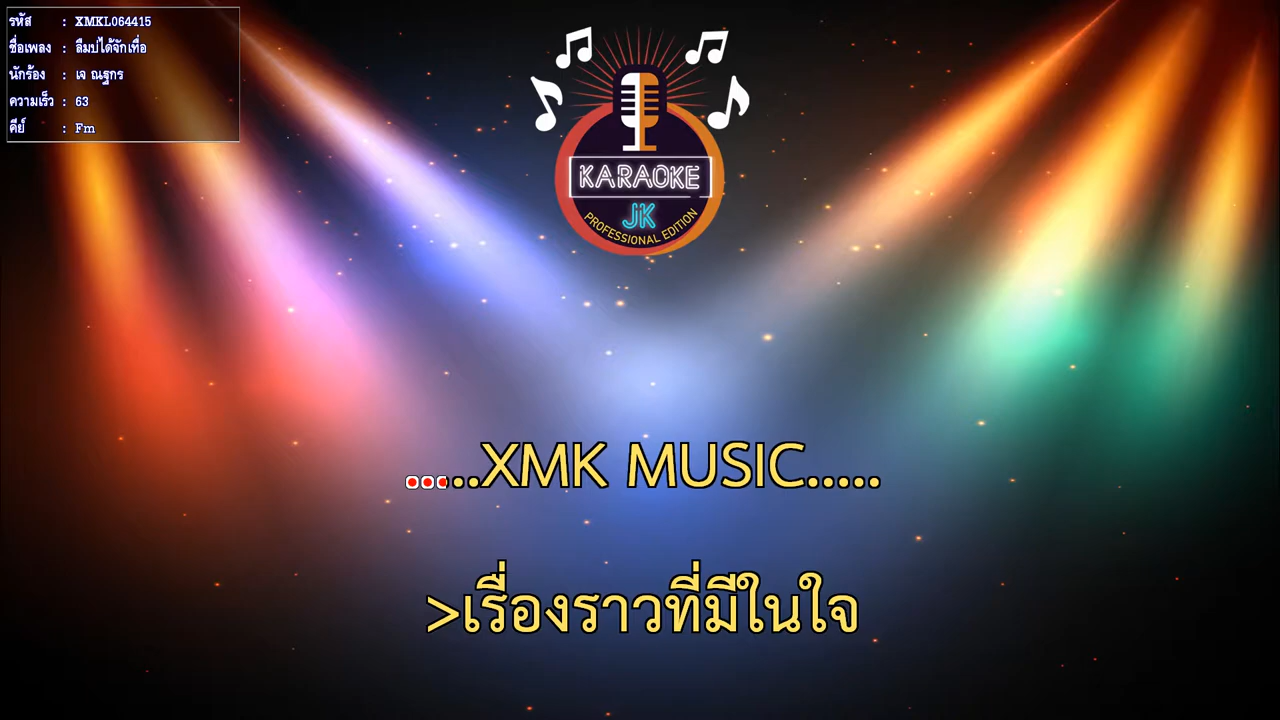 รหัส : XMKL064415
ชื่อเพลง : ลืมบ่ได้จักเทื่อ
นักร้อง : เจ ณฐกร
ความเร็ว : 63
คีย์ : Fm
KARAOKE
JK
PROFESSIONAL EDITION
.....XMK MUSIC.....
>เรื่องราวที่มีในใจ